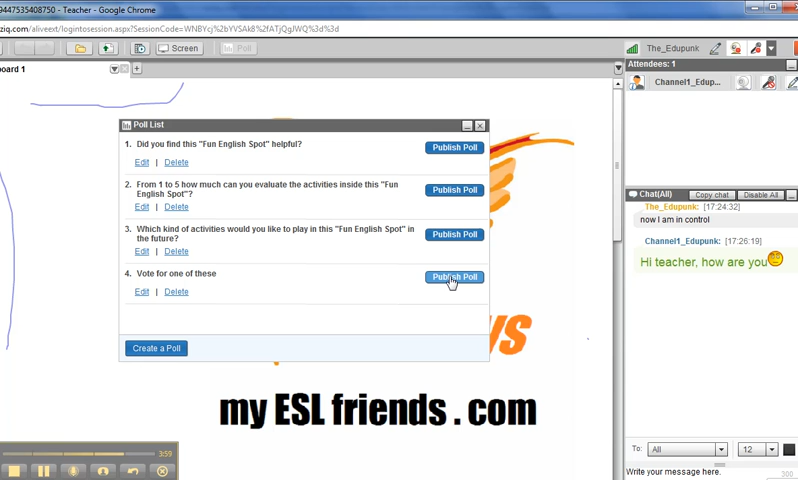 9447535408750 - Teacher - Google Chrome
ziq.com/aliveext/logintosession.aspx?SessionCode=WNBYcj%2bYVSAk8%2fATjQgJWQ%3d%3d
Screen
Poll
The_Edupunk
board 1
Attendees: 1
Channel1_Edup...
Poll List
1. Did you find this "Fun English Spot" helpful?
Publish Poll
Edit | Delete
2. From 1 to 5 how much can you evaluate the activities inside this "Fun
English Spot"?
Publish Poll
Edit | Delete
3. Which kind of activities would you like to play in this "Fun English Spot" in
the future?
Publish Poll
Edit | Delete
4. Vote for one of these
Publish Poll
Edit | Delete
Create a Poll
Chat(All)
Copy chat
Disable All
The_Edupunk: [17:24:32]
now I am in control
Channel1_Edupunk: [17:26:19]
Hi teacher, how are you
my ESL friends . com
3:59
To: All
12
Write your message here.
300